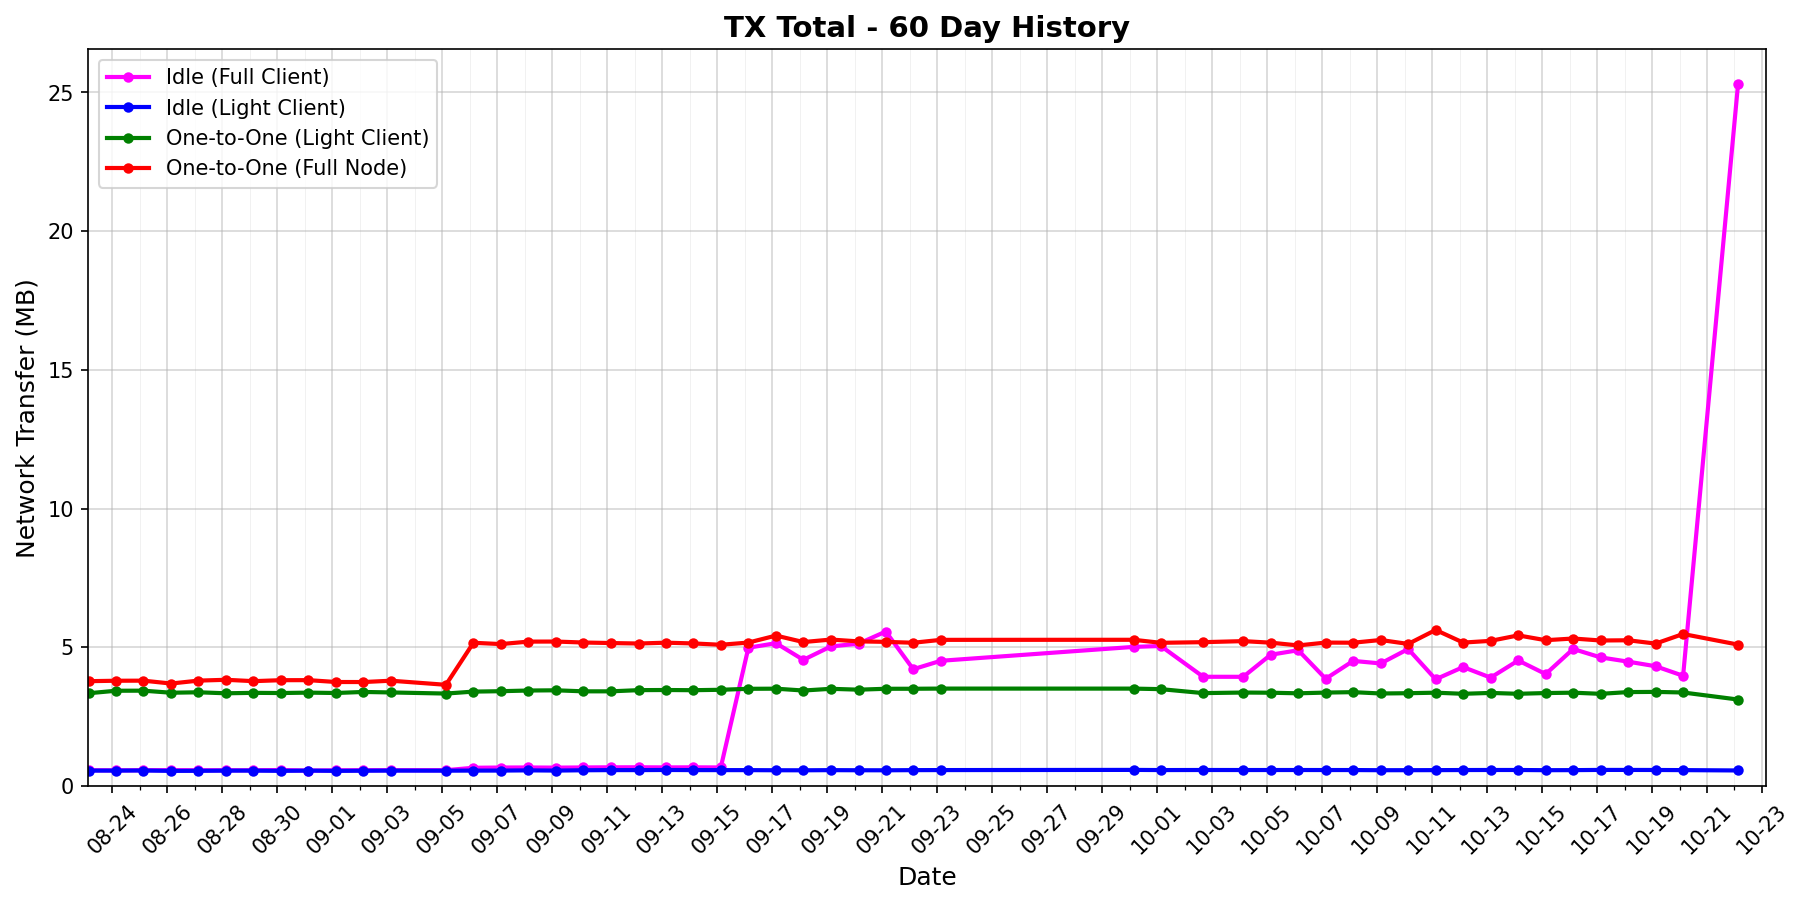 TX Total - 60 Day History
Idle (Full Client)
Idle (Light Client)
One-to-One (Light Client)
One-to-One (Full Node)
Network Transfer (MB)
25
20
15
10
5
0
08-24 08-26 08-28 08-30 09-01 09-03 09-05 09-07 09-09 09-11 09-13 09-15 09-17 09-19 09-21 09-23 09-25 09-27 09-29 10-01 10-03 10-05 10-07 10-09 10-11 10-13 10-15 10-17 10-19 10-21 10-23
Date